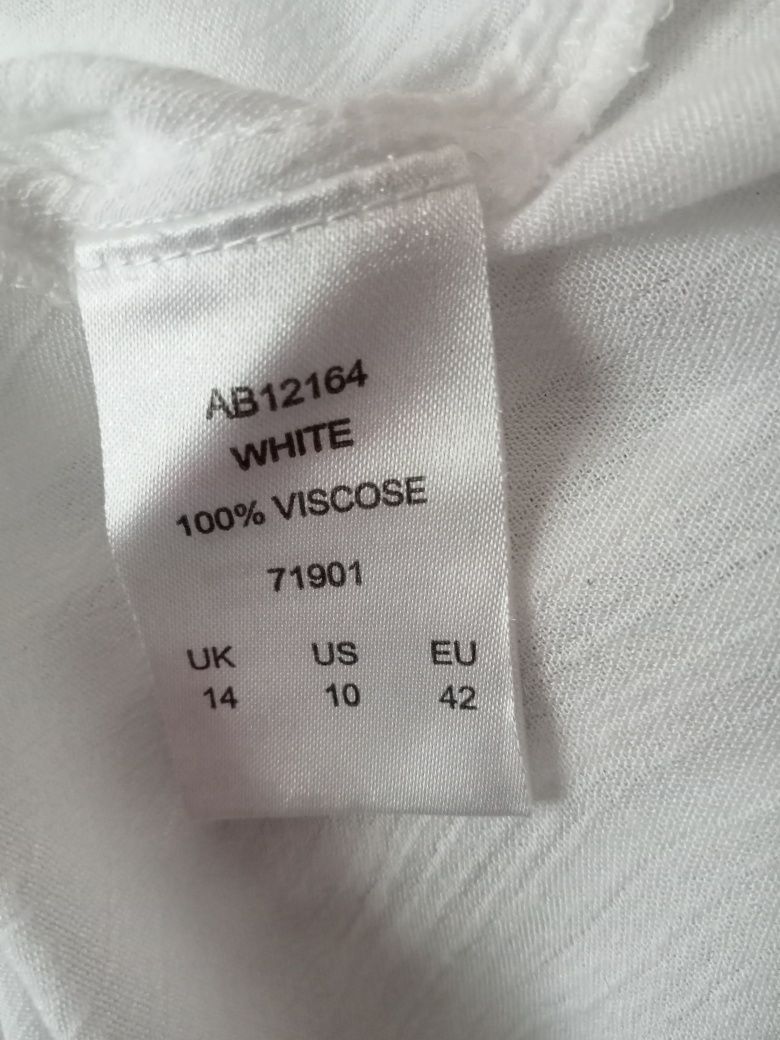 AB12164
WHITE
100% VISCOSE
71901
UK US EU
14 10 42